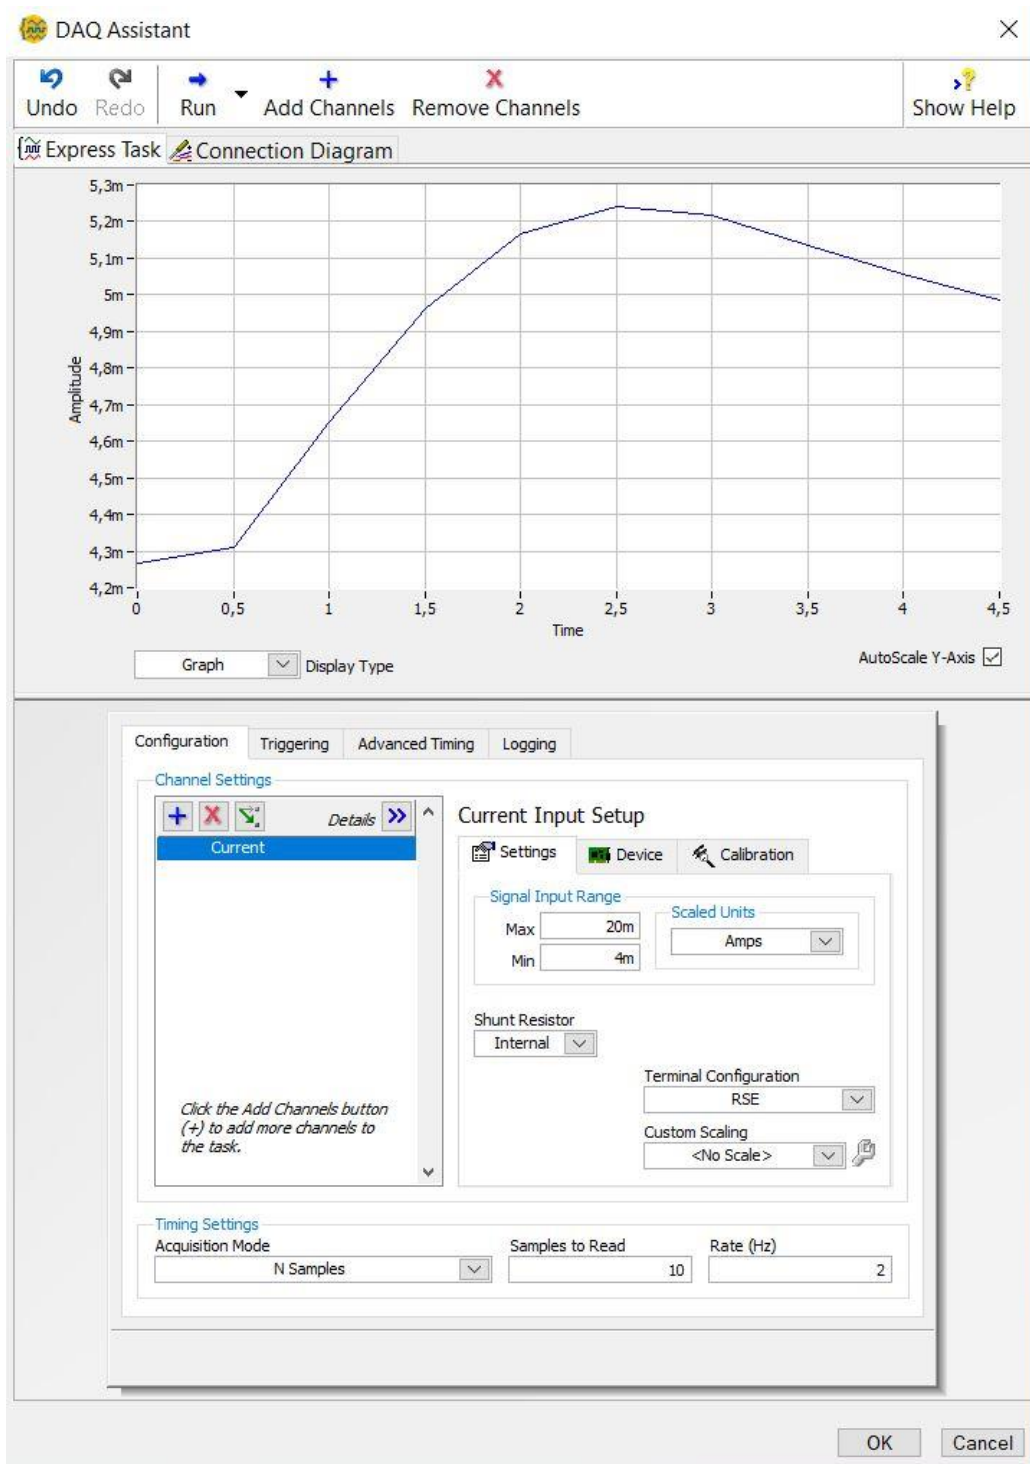 DAQ Assistant
Undo Redo Run Add Channels Remove Channels Show Help
Express Task Connection Diagram
5,3m
5,2m
5,1m
5m
4,9m
4,8m
4,7m
4,6m
4,5m
4,4m
4,3m
4,2m
Amplitude
0 0,5 1 1,5 2 2,5 3 3,5 4 4,5
Time
Graph Display Type AutoScale Y-Axis
Configuration Triggering Advanced Timing Logging
Channel Settings
Details
Current
Click the Add Channels button
(+) to add more channels to
the task.
Current Input Setup
Settings Device Calibration
Signal Input Range
Max 20m
Min 4m
Scaled Units
Amps
Shunt Resistor
Internal
Terminal Configuration
RSE
Custom Scaling
<No Scale>
Timing Settings
Acquisition Mode Samples to Read Rate (Hz)
N Samples 10 2
OK Cancel